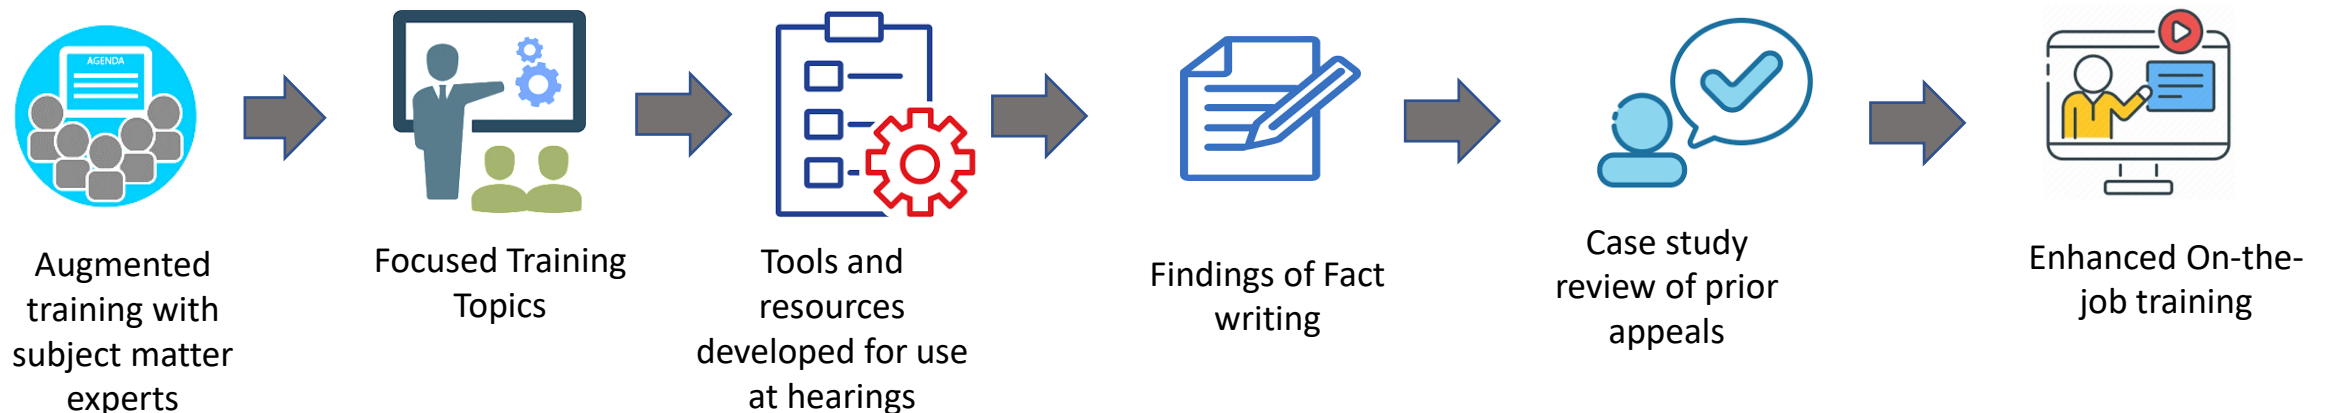 AGENDA
Augmented
training with
subject matter
experts
Focused Training
Topics
Tools and
resources
developed for use
at hearings
Findings of Fact
writing
Case study
review of prior
appeals
Enhanced On-the-
job training